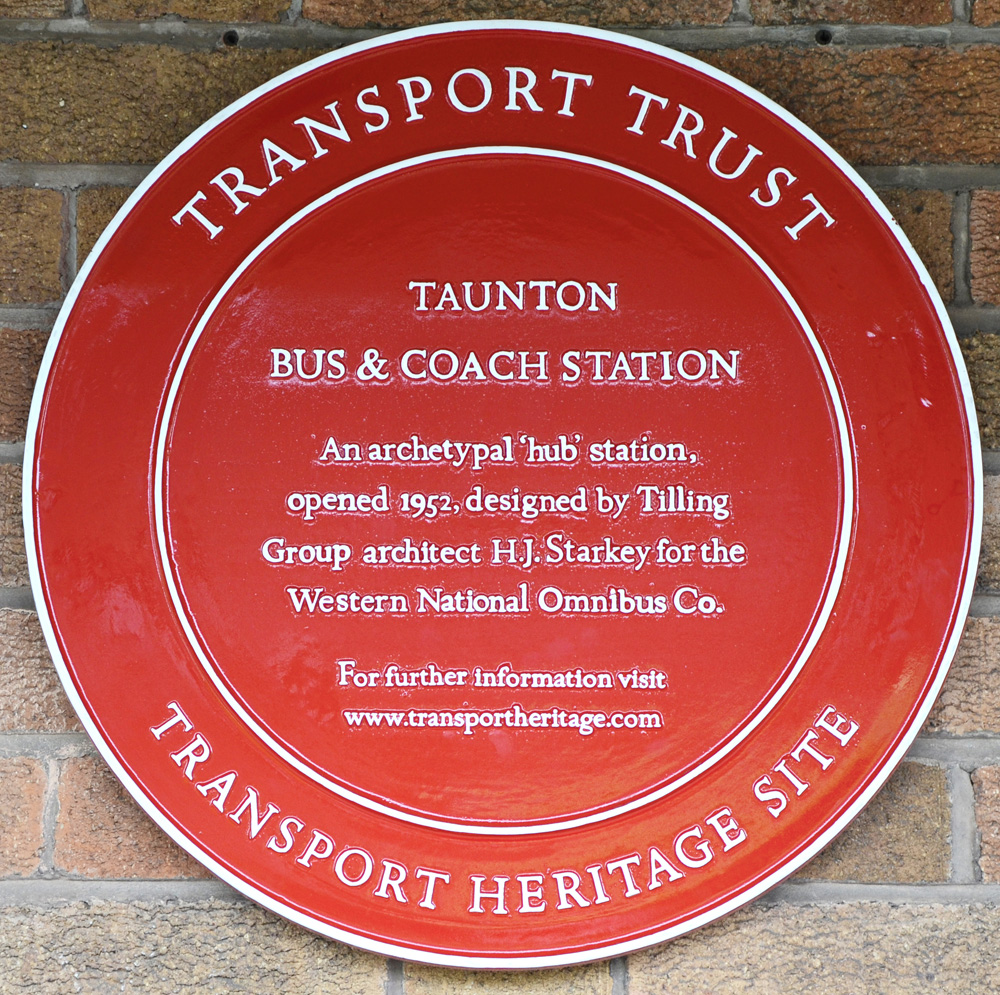 TRANSPORT TRUST
TAUNTON
BUS & COACH STATION
An archetypal ‘hub’ station,
opened 1952, designed by Tilling
Group architect H.J. Starkey for the
Western National Omnibus Co.
For further information visit
www.transportheritage.com
TRANSPORT HERITAGE SITE